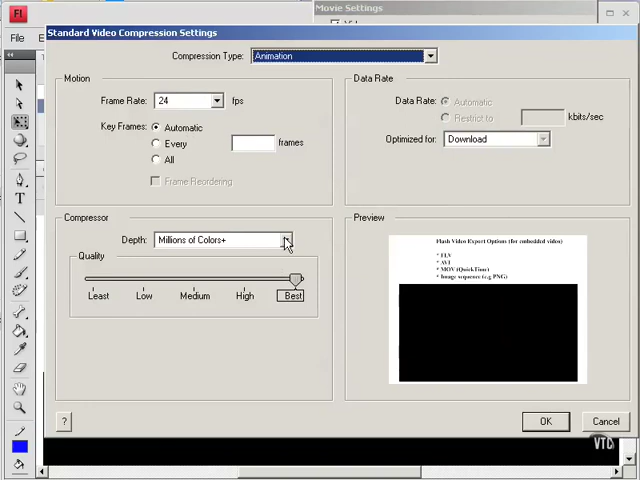 Fl
Movie Settings
File
Standard Video Compression Settings
Compression Type: Animation
Motion
Data Rate
Frame Rate: 24 fps
Data Rate: Automatic
Restrict to kbits/sec
Key Frames: Automatic
Every frames
Optimized for: Download
All
Frame Reordering
Compressor
Preview
Depth: Millions of Colors+
Flash Video Export Options (for embedded video)
* FLV
* AVI
* MOV (QuickTime)
* Image sequence (e.g PNG)
Quality
Least Low Medium High Best
? OK Cancel
VTC
T